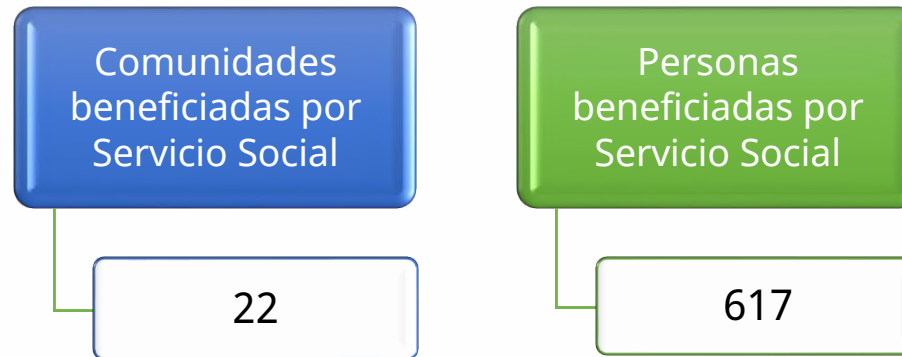 Comunidades
beneficiadas por
Servicio Social
22
Personas
beneficiadas por
Servicio Social
617